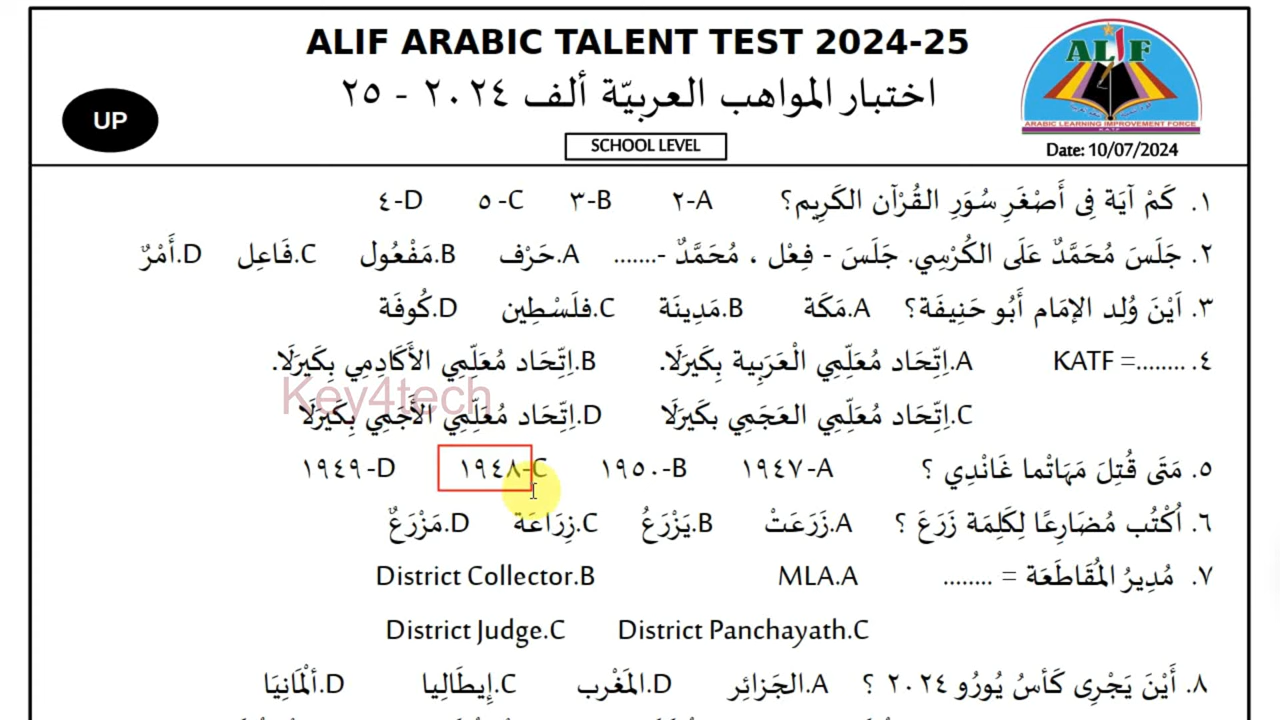 ALIF ARABIC TALENT TEST 2024-25
اختبار المواهب العربيّة ألف ٢٠٢٤ - ٢٥
UP
SCHOOL LEVEL
ALIF
ARABIC LEARNING IMPROVEMENT FORCE
KATF
Date: 10/07/2024
١. كَمْ آيَة فِى أَصْغَرِ سُوَرِ القُرْآن الكَرِيم؟ A-٢ B-٣ C-٥ D-٤
٢. جَلَسَ مُحَمَّدٌ عَلَى الكُرْسِي. جَلَسَ - فِعْل ، مُحَمَّدٌ -....... A.حَرْف B.مَفْعُول C.فَاعِل D.أَمْرٌ
٣. اَيْنَ وُلِد الإمَام أَبُو حَنِيفَة؟ A.مَكَة B.مَدِينَة C.فلَسْطِين D.كُوفَة
٤. KATF =........ A.اِتِّحَاد مُعَلِّمِي الْعَرَبِية بِكَيرَلَا. B.اِتِّحَاد مُعَلِّمِي الأَكَادِمِي بِكَيرَلَا.
Key4tech
C.اِتِّحَاد مُعَلِّمِي العَجَمِي بكَيرَلَا D.اِتِّحَاد مُعَلِّمِي الأَجَمِي بِكَيرَلَا
٥. مَتَى قُتِلَ مَهَاتْما غَانْدِي ؟ A-١٩٤٧ B-١٩٥٠ C-١٩٤٨ D-١٩٤٩
٦. اُكْتُب مُضَارِعًا لِكَلِمَة زَرَعَ ؟ A.زَرَعَتْ B.يَزْرَعُ C.زِرَاعَة D.مَزْرَعٌ
٧. مُدِيرُ المُقَاطَعَة = ........ MLA.A District Collector.B
District Panchayath.C District Judge.C
٨. أَيْنَ يَجْرِى كَأسُ يُورُو ٢٠٢٤ ؟ A.الجَزَائِر D.المَغْرب C.إِيطَالِيا D.ألْمَانِيَا